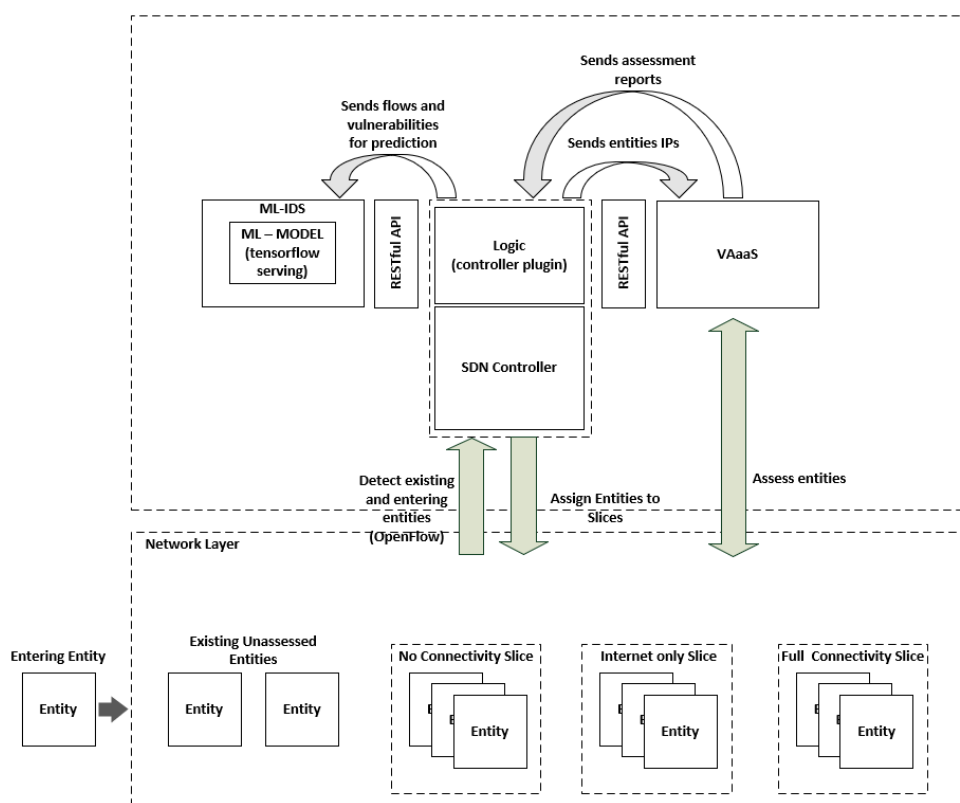 Sends assessment
reports
Sends flows and
vulnerabilities
for prediction
Sends entities IPs
ML-IDS
ML – MODEL
(tensorflow
serving)
RESTful API
Logic
(controller plugin)
RESTful API
VAaaS
SDN Controller
Detect existing
and entering
entities
(OpenFlow)
Assign Entities to
Slices
Assess entities
Network Layer
Entering Entity
Existing Unassessed
Entities
No Connectivity Slice
Internet only Slice
Full Connectivity Slice
Entity
Entity
Entity
E
E
Entity
E
E
Entity
E
E
Entity